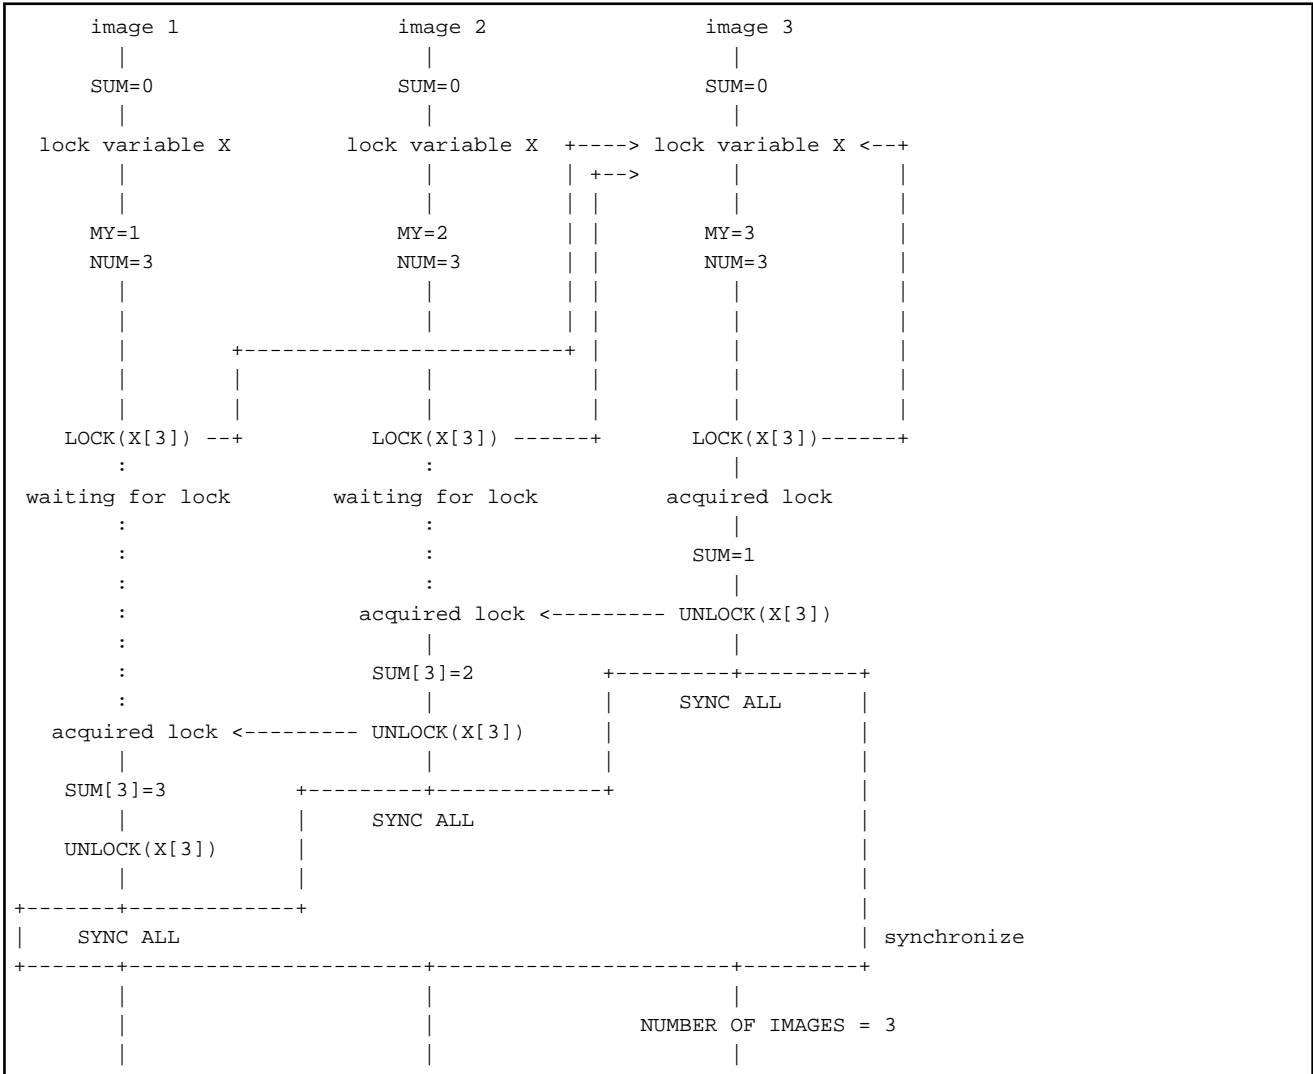 image 1 image 2 image 3
SUM=0 SUM=0 SUM=0
lock variable X lock variable X +----> lock variable X <--+
+-->
MY=1 MY=2 MY=3
NUM=3 NUM=3 NUM=3
LOCK(X[3]) --+ LOCK(X[3]) ------+ LOCK(X[3])------+
waiting for lock waiting for lock acquired lock
SUM=1
acquired lock <--------- UNLOCK(X[3])
SUM[3]=2
SYNC ALL
acquired lock <--------- UNLOCK(X[3])
SUM[3]=3
SYNC ALL
UNLOCK(X[3])
SYNC ALL synchronize
NUMBER OF IMAGES = 3